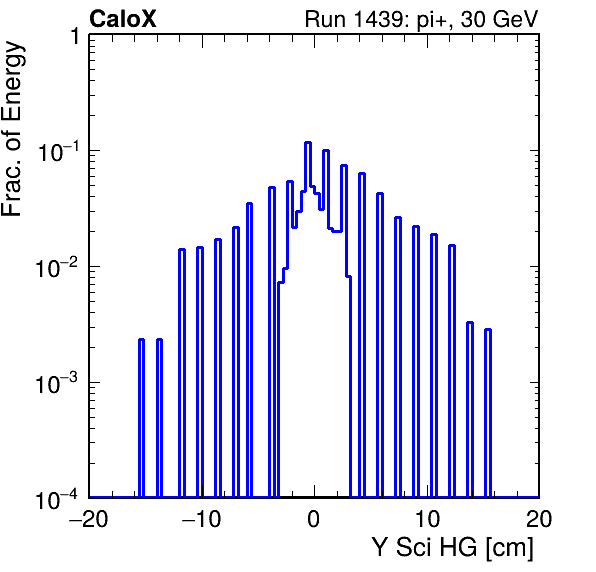 CaloX Run 1439: pi+, 30 GeV
Frac. of Energy
1
10⁻¹
10⁻²
10⁻³
10⁻⁴
−20 −10 0 10 20
Y Sci HG [cm]